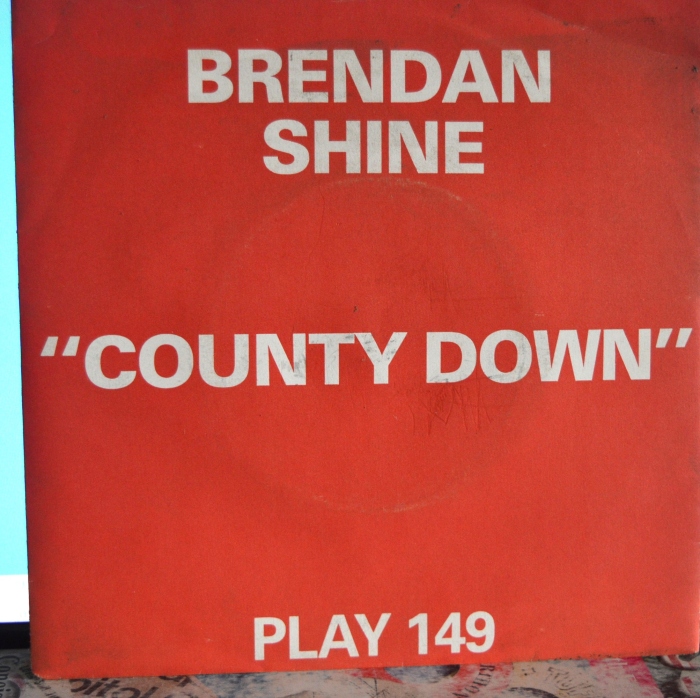 BRENDAN
SHINE
“COUNTY DOWN”
PLAY 149